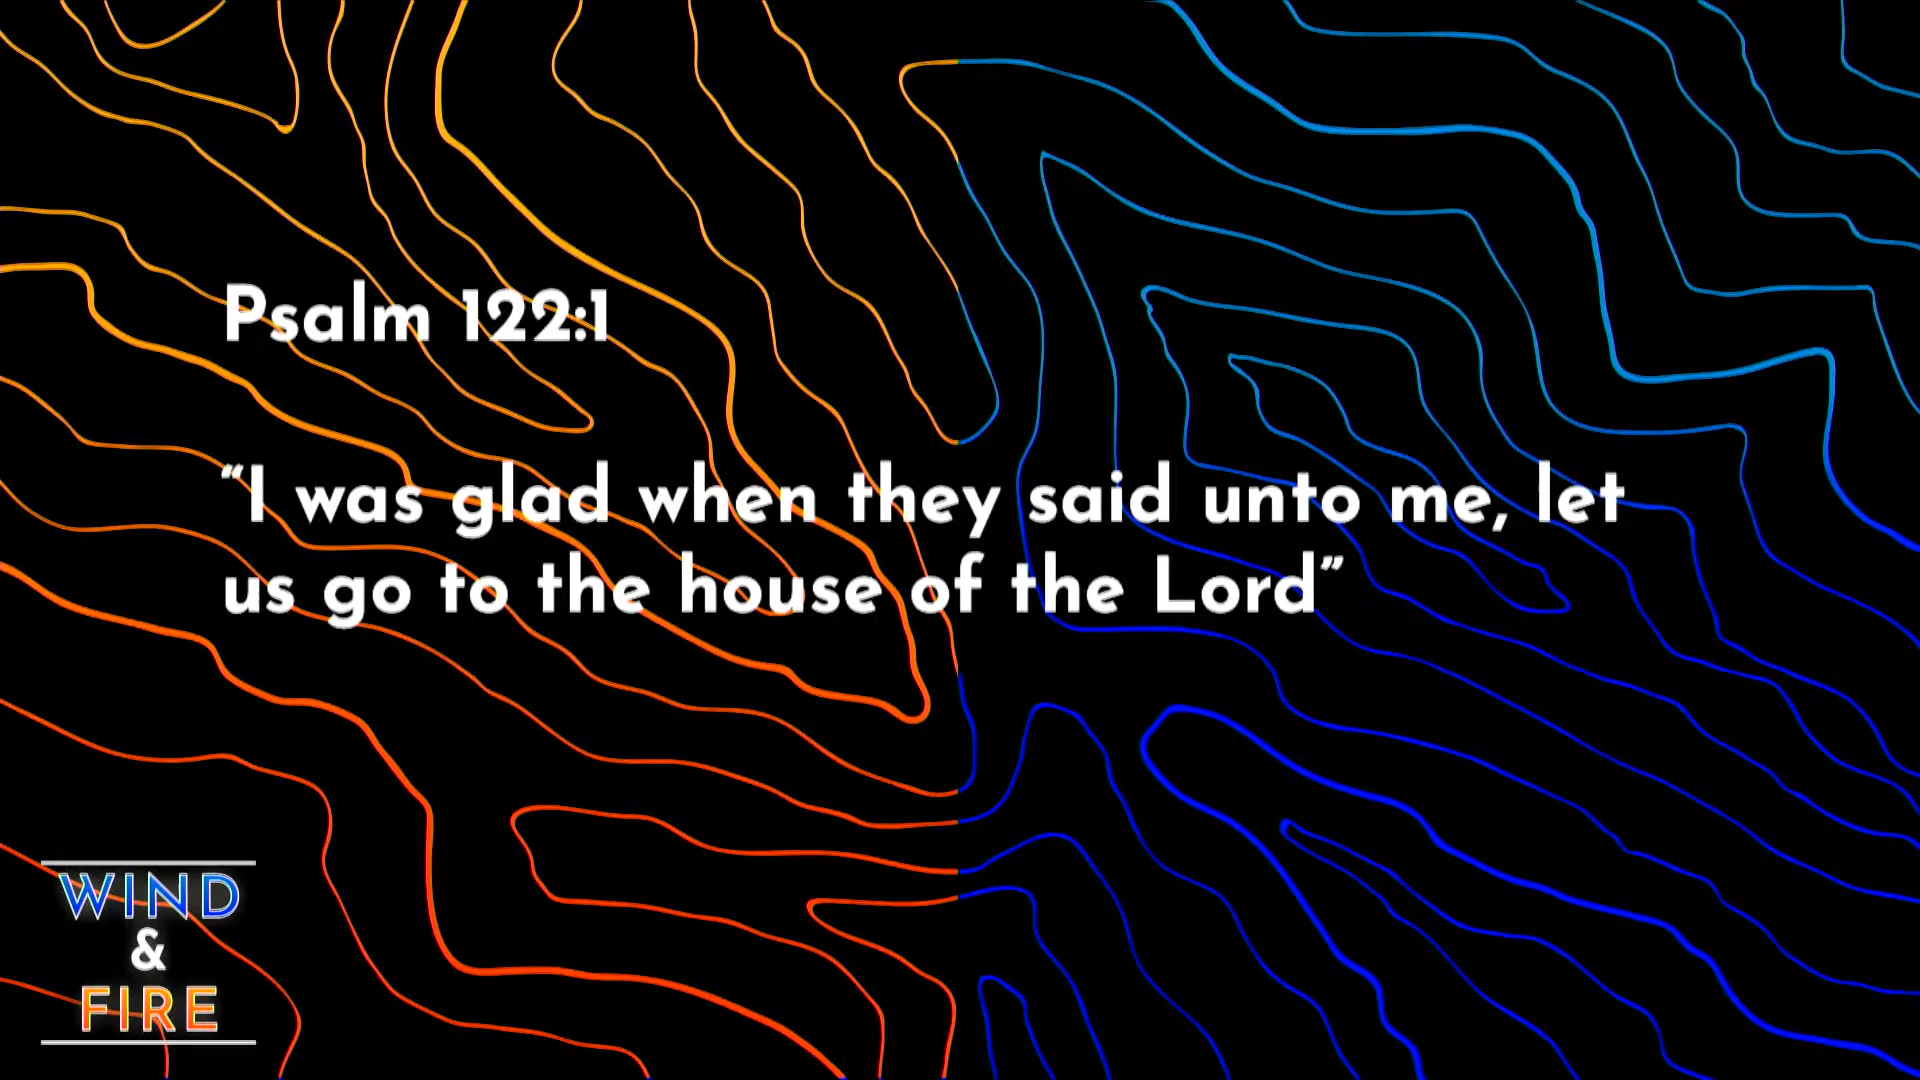 Psalm 122:1
“I was glad when they said unto me, let
us go to the house of the Lord”
WIND
&
FIRE